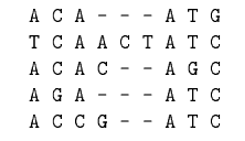 A C A - - - A T G
T C A A C T A T C
A C A C - - A G C
A G A - - - A T C
A C C G - - A T C